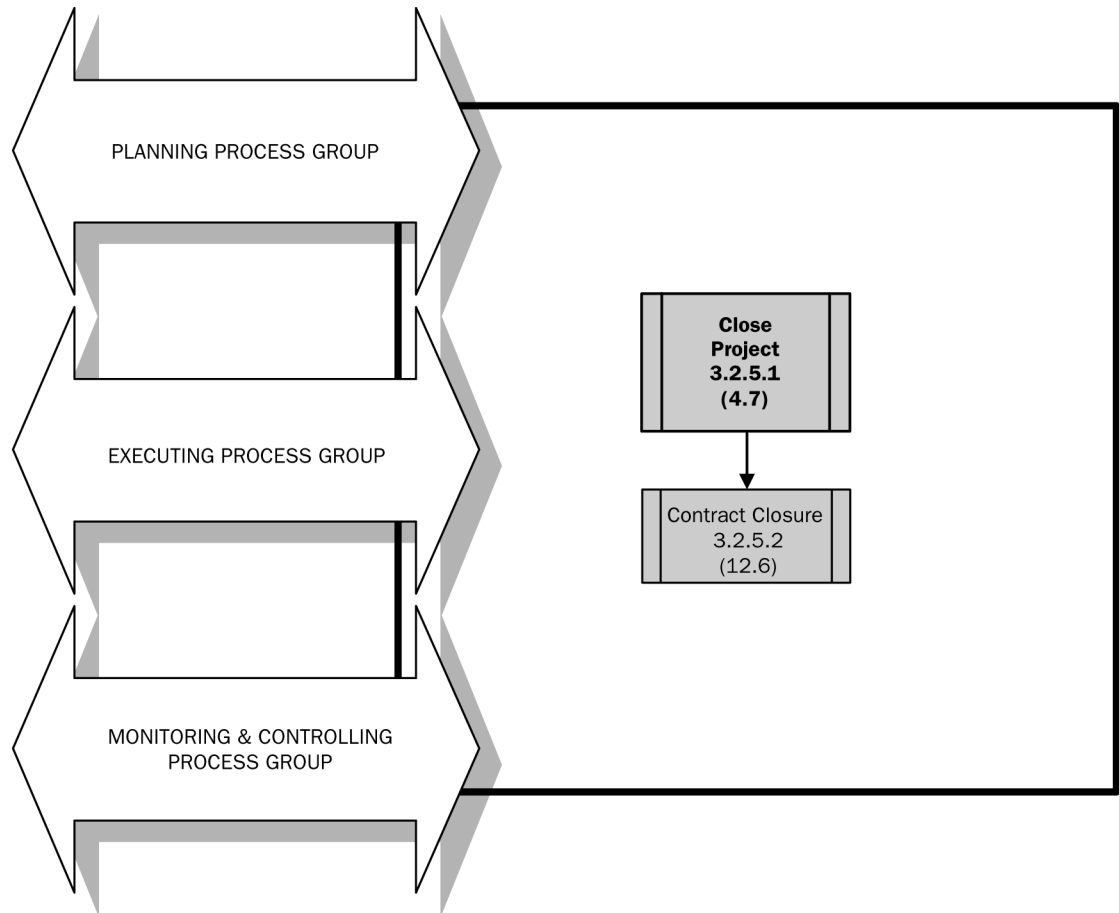 PLANNING PROCESS GROUP
Close
Project
3.2.5.1
(4.7)
EXECUTING PROCESS GROUP
Contract Closure
3.2.5.2
(12.6)
MONITORING & CONTROLLING
PROCESS GROUP